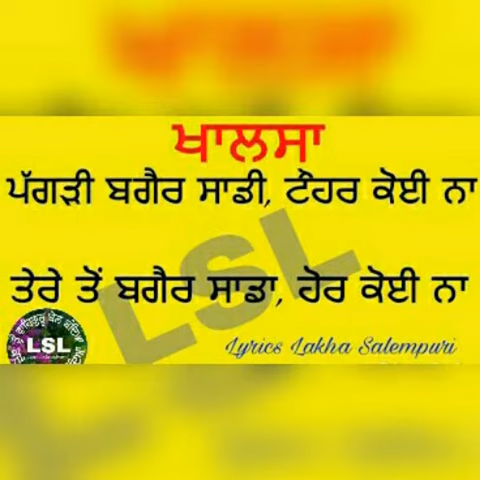 ਖਾਲਸਾ
ਪੱਗੜੀ ਬਗੈਰ ਸਾਡੀ, ਟੌਹਰ ਕੋਈ ਨਾ
ਤੇਰੇ ਤੋਂ ਬਗੈਰ ਸਾਡਾ, ਹੋਰ ਕੋਈ ਨਾ
LSL
LSL
Lyrics Lakha Salempuri